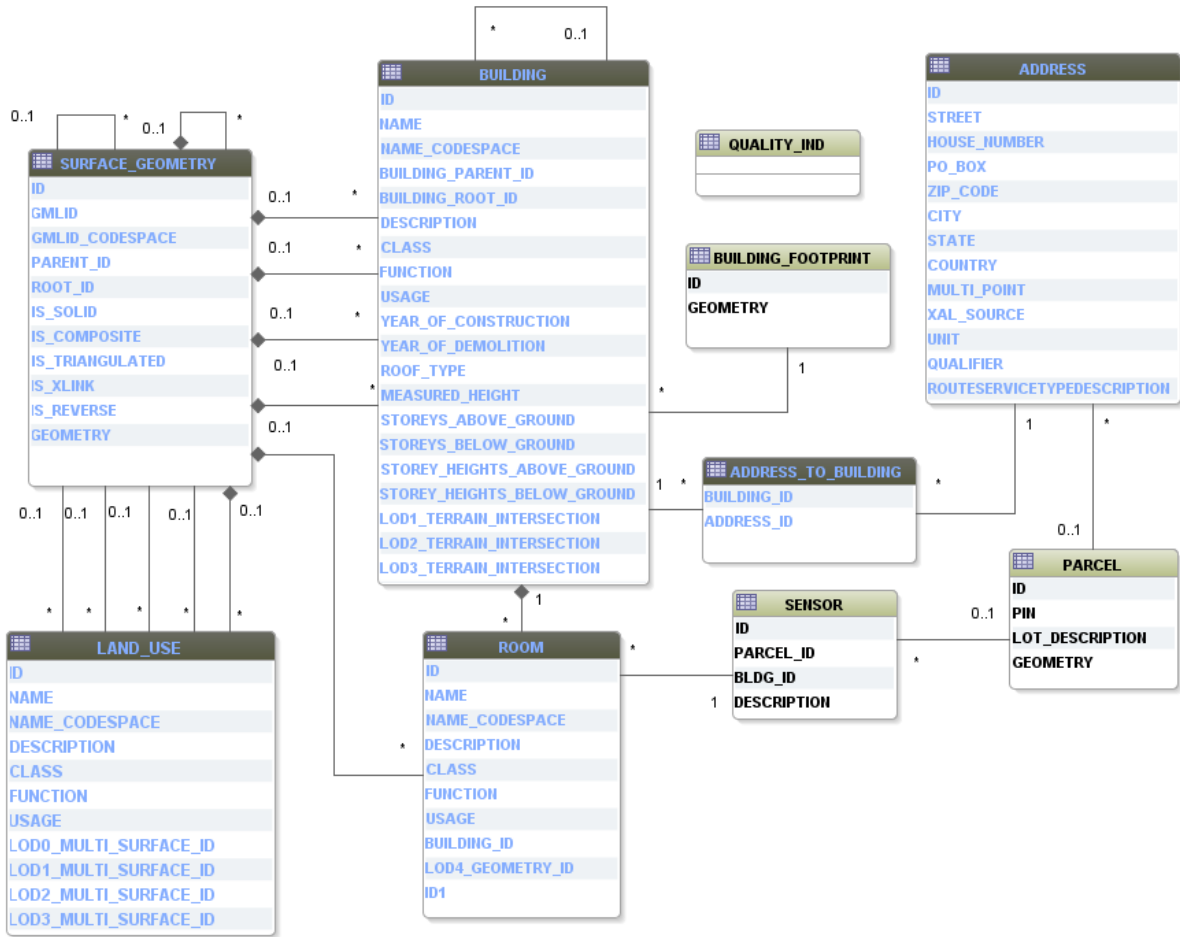 *
0..1
BUILDING
ID
NAME
NAME_CODESPACE
BUILDING_PARENT_ID
BUILDING_ROOT_ID
DESCRIPTION
CLASS
FUNCTION
USAGE
YEAR_OF_CONSTRUCTION
YEAR_OF_DEMOLITION
ROOF_TYPE
MEASURED_HEIGHT
STOREYS_ABOVE_GROUND
STOREYS_BELOW_GROUND
STOREY_HEIGHTS_ABOVE_GROUND
STOREY_HEIGHTS_BELOW_GROUND
LOD1_TERRAIN_INTERSECTION
LOD2_TERRAIN_INTERSECTION
LOD3_TERRAIN_INTERSECTION
0..1
*
0..1
*
SURFACE_GEOMETRY
ID
GMLID
GMLID_CODESPACE
PARENT_ID
ROOT_ID
IS_SOLID
IS_COMPOSITE
IS_TRIANGULATED
IS_XLINK
IS_REVERSE
GEOMETRY
0..1
*
0..1
*
0..1
*
0..1
*
0..1
*
QUALITY_IND
BUILDING_FOOTPRINT
ID
GEOMETRY
1
*
ADDRESS
ID
STREET
HOUSE_NUMBER
PO_BOX
ZIP_CODE
CITY
STATE
COUNTRY
MULTI_POINT
XAL_SOURCE
UNIT
QUALIFIER
ROUTESERVICETYPEDESCRIPTION
1
*
1
*
ADDRESS_TO_BUILDING
BUILDING_ID
ADDRESS_ID
*
0..1
PARCEL
ID
PIN
LOT_DESCRIPTION
GEOMETRY
0..1
*
SENSOR
ID
PARCEL_ID
BLDG_ID
DESCRIPTION
1
*
1
*
ROOM
ID
NAME
NAME_CODESPACE
DESCRIPTION
CLASS
FUNCTION
USAGE
BUILDING_ID
LOD4_GEOMETRY_ID
ID1
0..1
0..1
0..1
0..1
0..1
*
*
*
*
*
LAND_USE
ID
NAME
NAME_CODESPACE
DESCRIPTION
CLASS
FUNCTION
USAGE
LOD0_MULTI_SURFACE_ID
LOD1_MULTI_SURFACE_ID
LOD2_MULTI_SURFACE_ID
LOD3_MULTI_SURFACE_ID